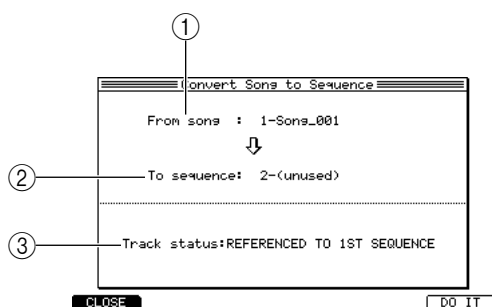 ①
Convert Song to Sequence
From song : 1-Song_001
② To sequence: 2-(unused)
③ Track status:REFERENCED TO 1ST SEQUENCE
CLOSE DO IT